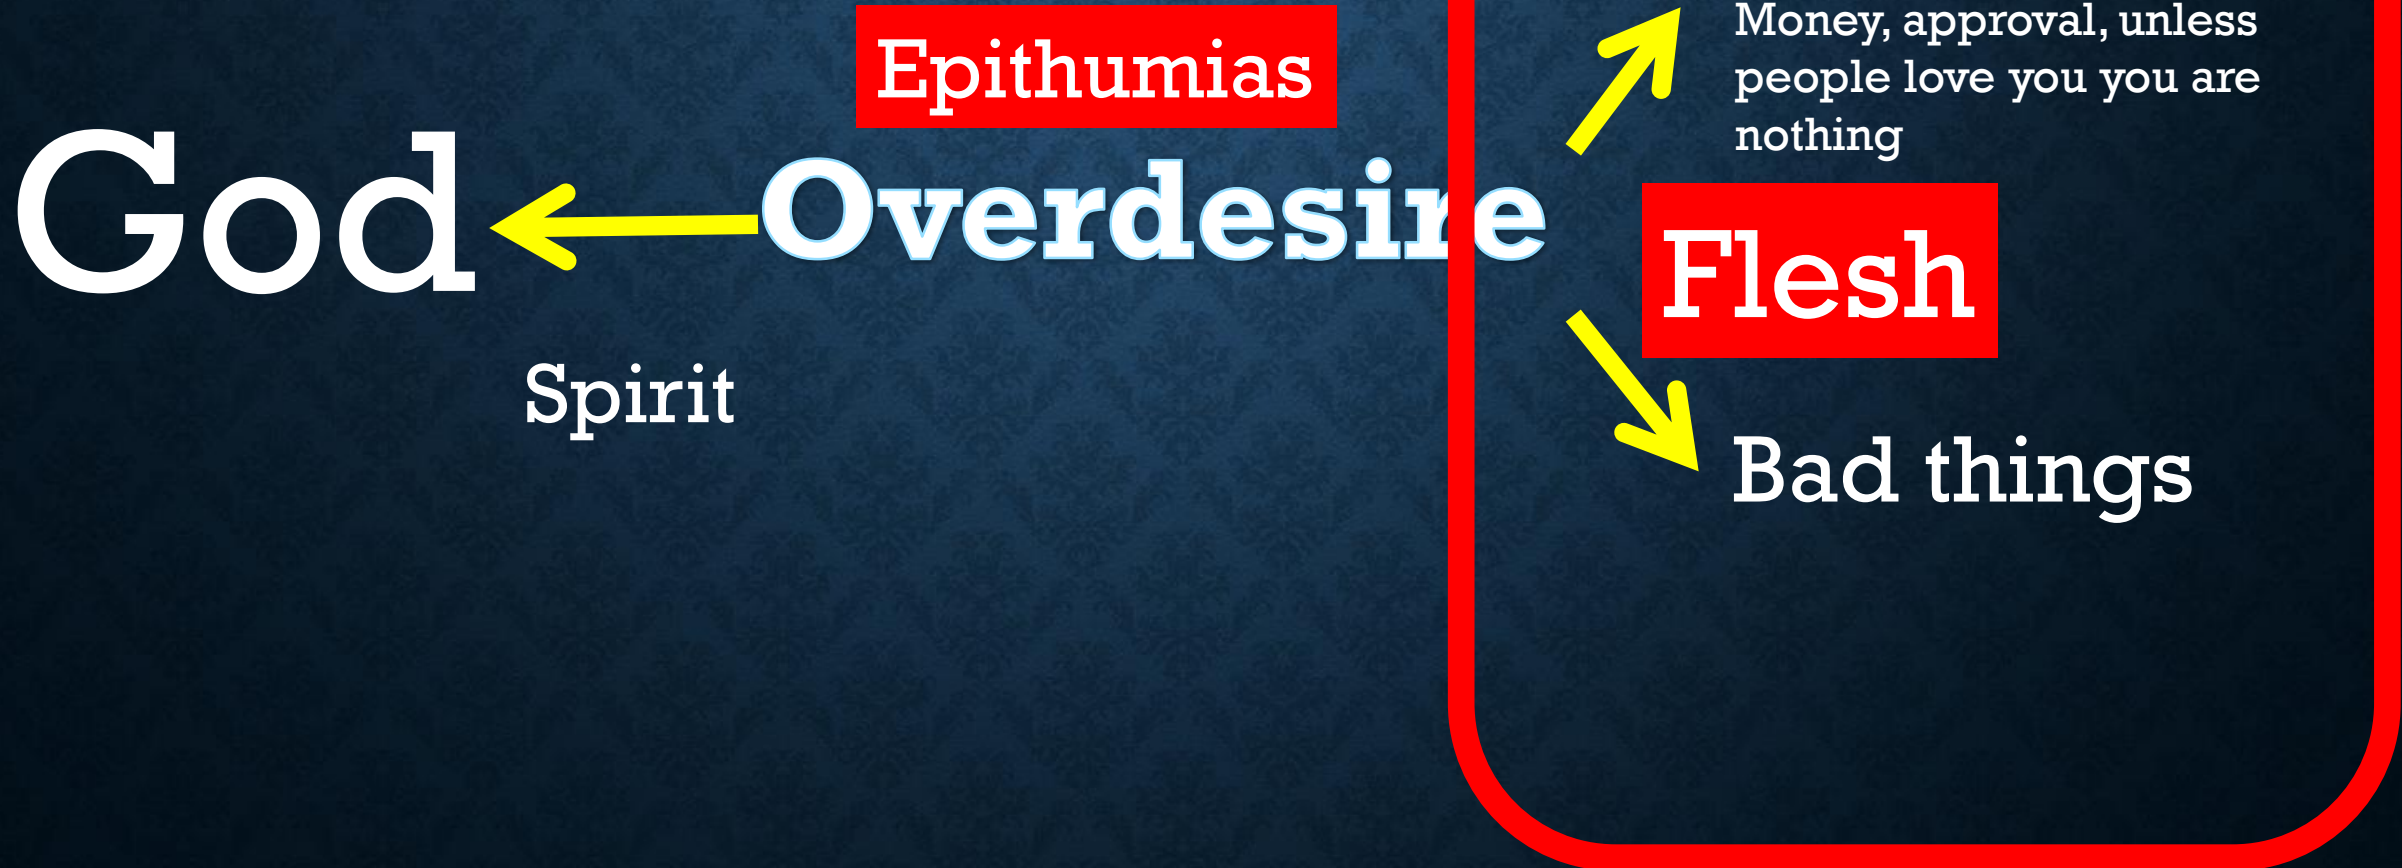 Epithumias
Money, approval, unless
people love you you are
nothing
God
Overdesire
Flesh
Spirit
Bad things